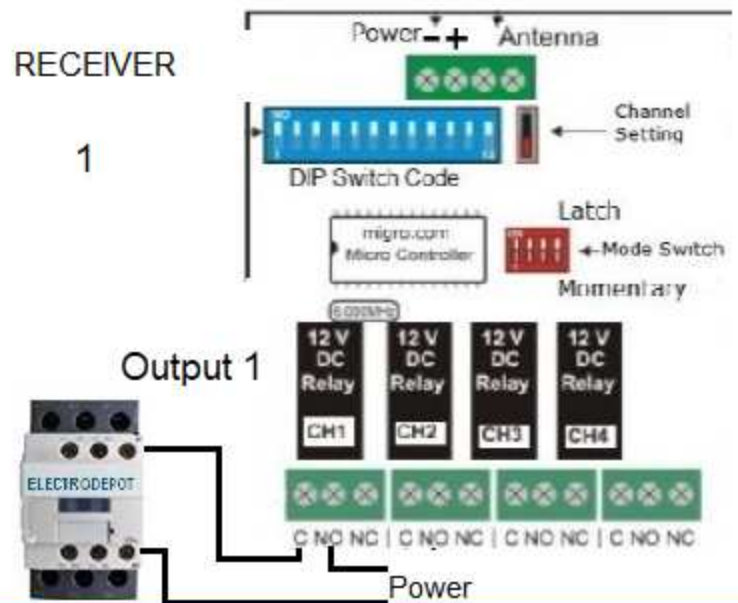 Power - + Antenna
RECEIVER
1
Channel
Setting
DIP Switch Code
Latch
Micro Controller
Mode Switch
Momentary
6.000MHz
Output 1
12 V DC Relay CH1
12 V DC Relay CH2
12 V DC Relay CH3
12 V DC Relay CH4
ELECTRODEPOT
C NO NC | C NO NC | C NO NC | C NO NC
Power